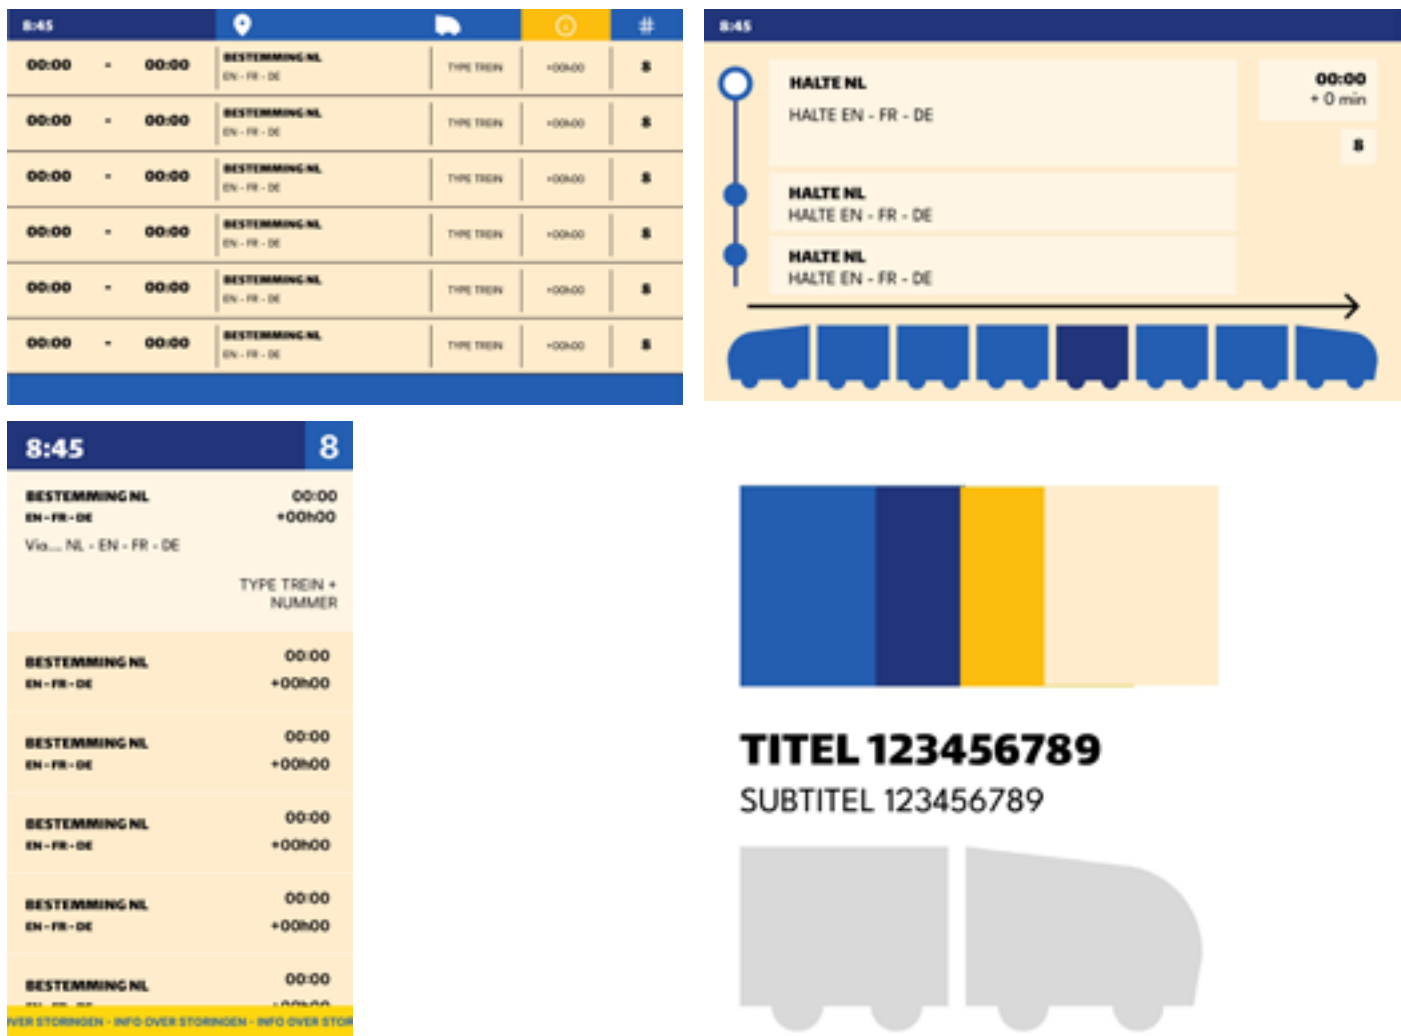 8:45 #
00:00 - 00:00 BESTEMMING NL TYPE TREIN +00h00 8
EN - FR - DE
00:00 - 00:00 BESTEMMING NL TYPE TREIN +00h00 8
EN - FR - DE
00:00 - 00:00 BESTEMMING NL TYPE TREIN +00h00 8
EN - FR - DE
00:00 - 00:00 BESTEMMING NL TYPE TREIN +00h00 8
EN - FR - DE
00:00 - 00:00 BESTEMMING NL TYPE TREIN +00h00 8
EN - FR - DE
00:00 - 00:00 BESTEMMING NL TYPE TREIN +00h00 8
EN - FR - DE
8:45
HALTE NL 00:00
+ 0 min
HALTE EN - FR - DE
8
HALTE NL
HALTE EN - FR - DE
HALTE NL
HALTE EN - FR - DE
8:45 8
BESTEMMING NL 00:00
EN - FR - DE +00h00
Via.... NL - EN - FR - DE
TYPE TREIN +
NUMMER
BESTEMMING NL 00:00
EN - FR - DE +00h00
BESTEMMING NL 00:00
EN - FR - DE +00h00
BESTEMMING NL 00:00
EN - FR - DE +00h00
BESTEMMING NL 00:00
EN - FR - DE +00h00
BESTEMMING NL 00:00
EN - FR - DE +00h00
VER STORINGEN - INFO OVER STORINGEN - INFO OVER STOR
TITEL 123456789
SUBTITEL 123456789